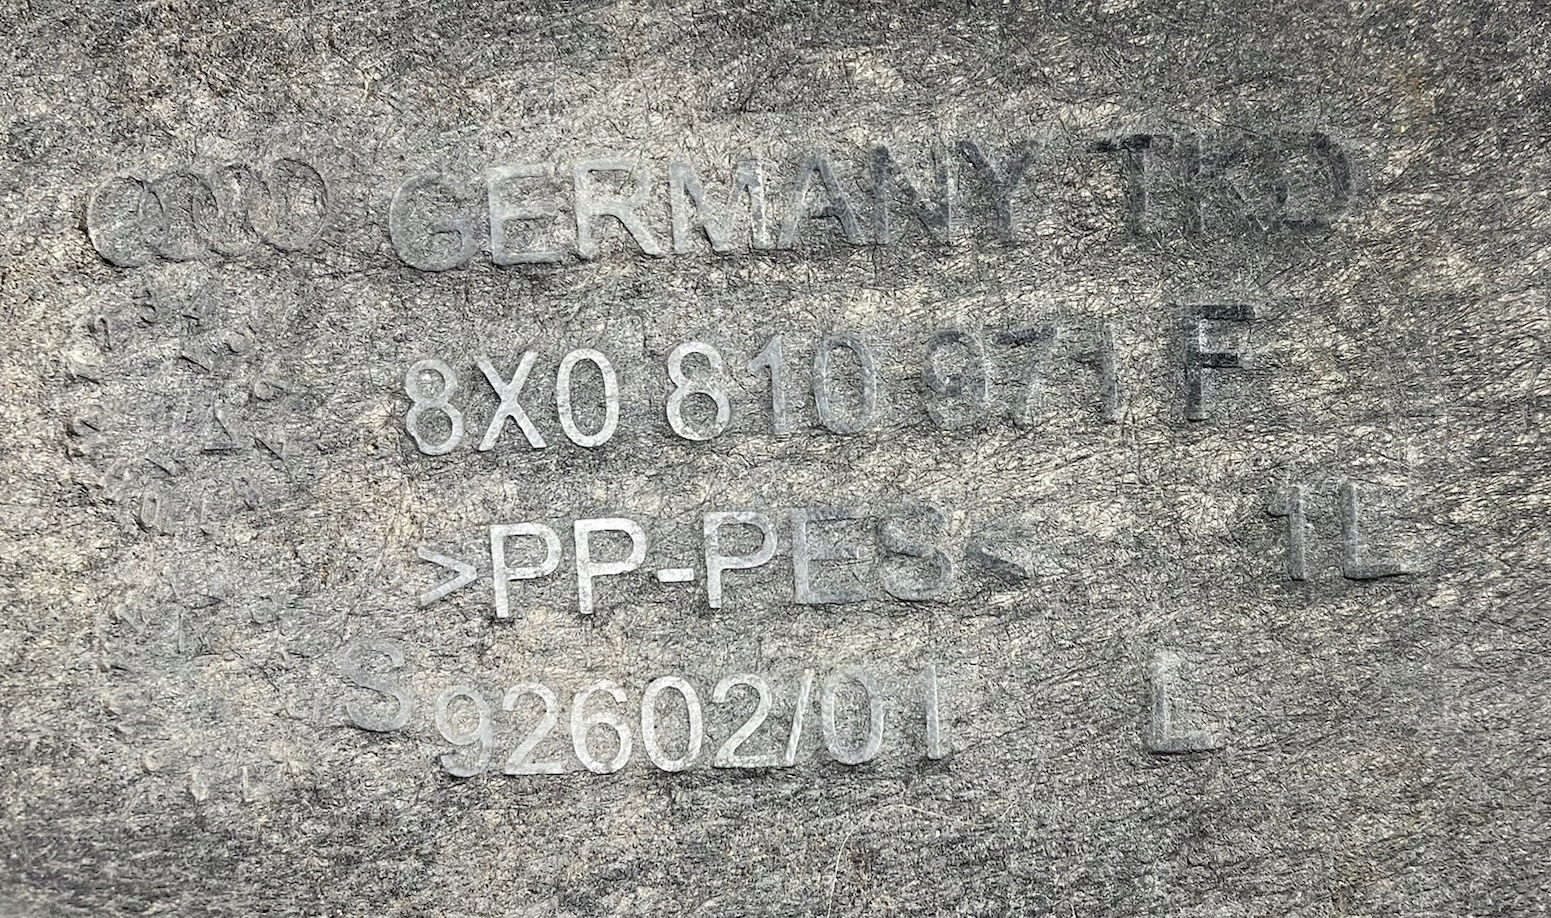 GERMANY TKD
8X0 810 971 F
>PP-PES< 1L
S 92602/01 L